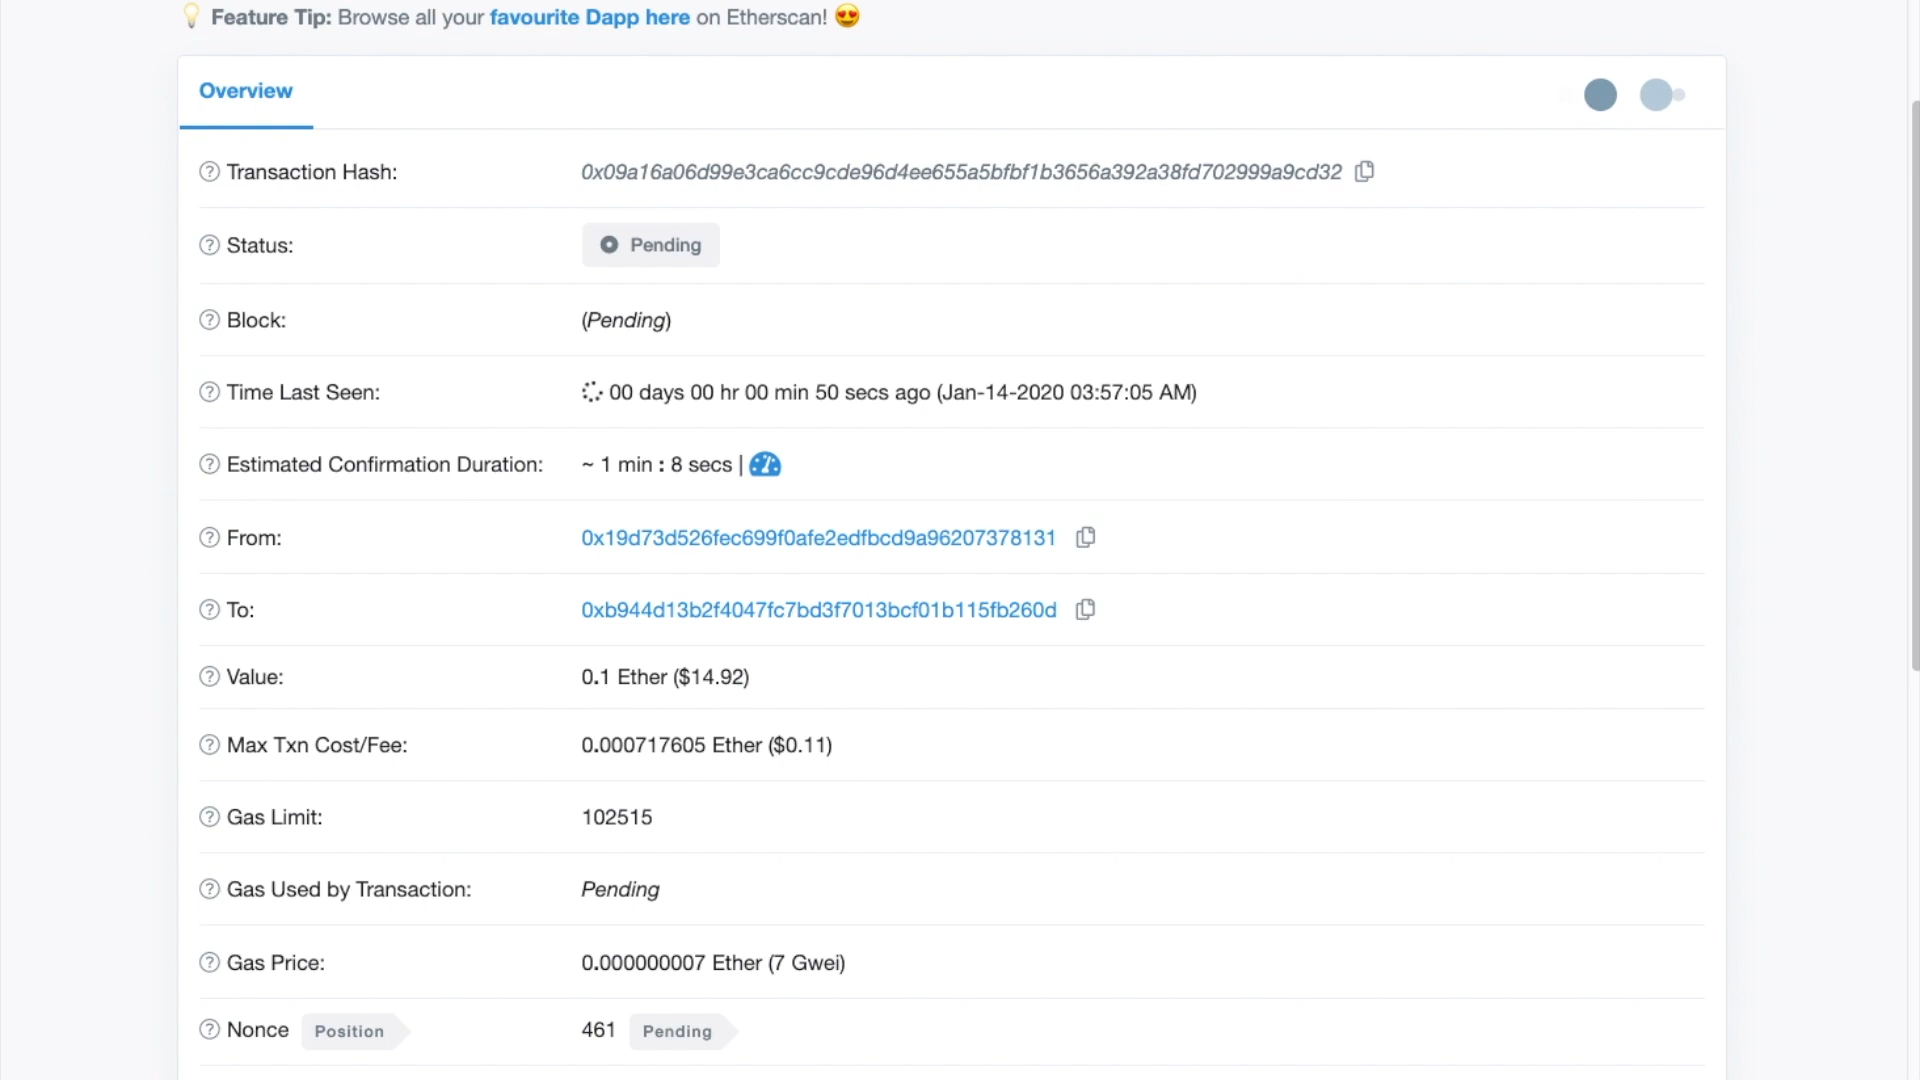 💡 Feature Tip: Browse all your favourite Dapp here on Etherscan! 😍
Overview
Transaction Hash: 0x09a16a06d99e3ca6cc9cde96d4ee655a5bfbf1b3656a392a38fd702999a9cd32
Status: Pending
Block: (Pending)
Time Last Seen: 00 days 00 hr 00 min 50 secs ago (Jan-14-2020 03:57:05 AM)
Estimated Confirmation Duration: ~ 1 min : 8 secs |
From: 0x19d73d526fec699f0afe2edfbcd9a96207378131
To: 0xb944d13b2f4047fc7bd3f7013bcf01b115fb260d
Value: 0.1 Ether ($14.92)
Max Txn Cost/Fee: 0.000717605 Ether ($0.11)
Gas Limit: 102515
Gas Used by Transaction: Pending
Gas Price: 0.000000007 Ether (7 Gwei)
Nonce Position 461 Pending